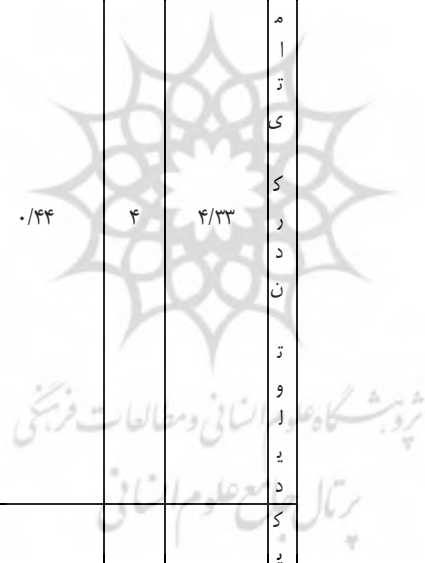 م
ا
ت
ی
ک
ر
د
ن
ت
و
ل
ی
د
ک
ی
۴/۳۳
۴
۰/۴۴
پژوهشگاه علوم انسانی و مطالعات فرهنگی
پرتال جامع علوم انسانی